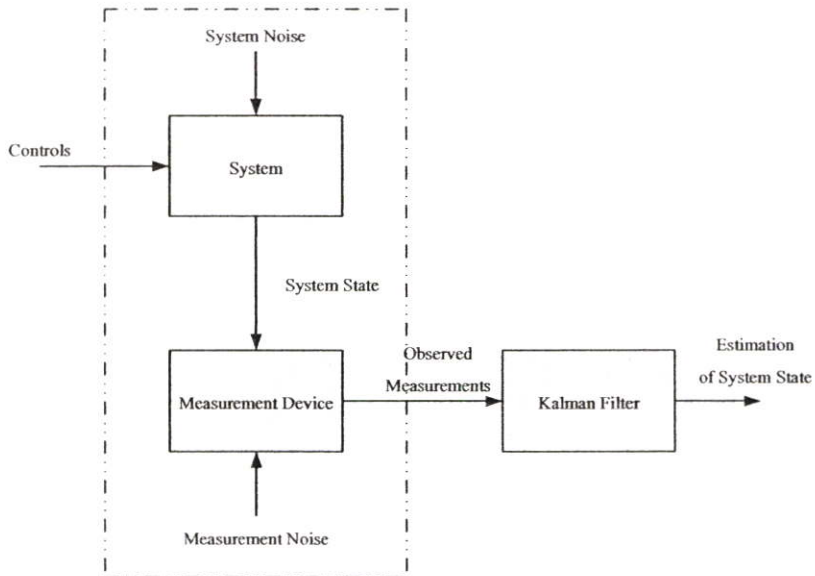 System Noise
Controls
System
System State
Observed
Measurements
Measurement Device
Kalman Filter
Estimation
of System State
Measurement Noise